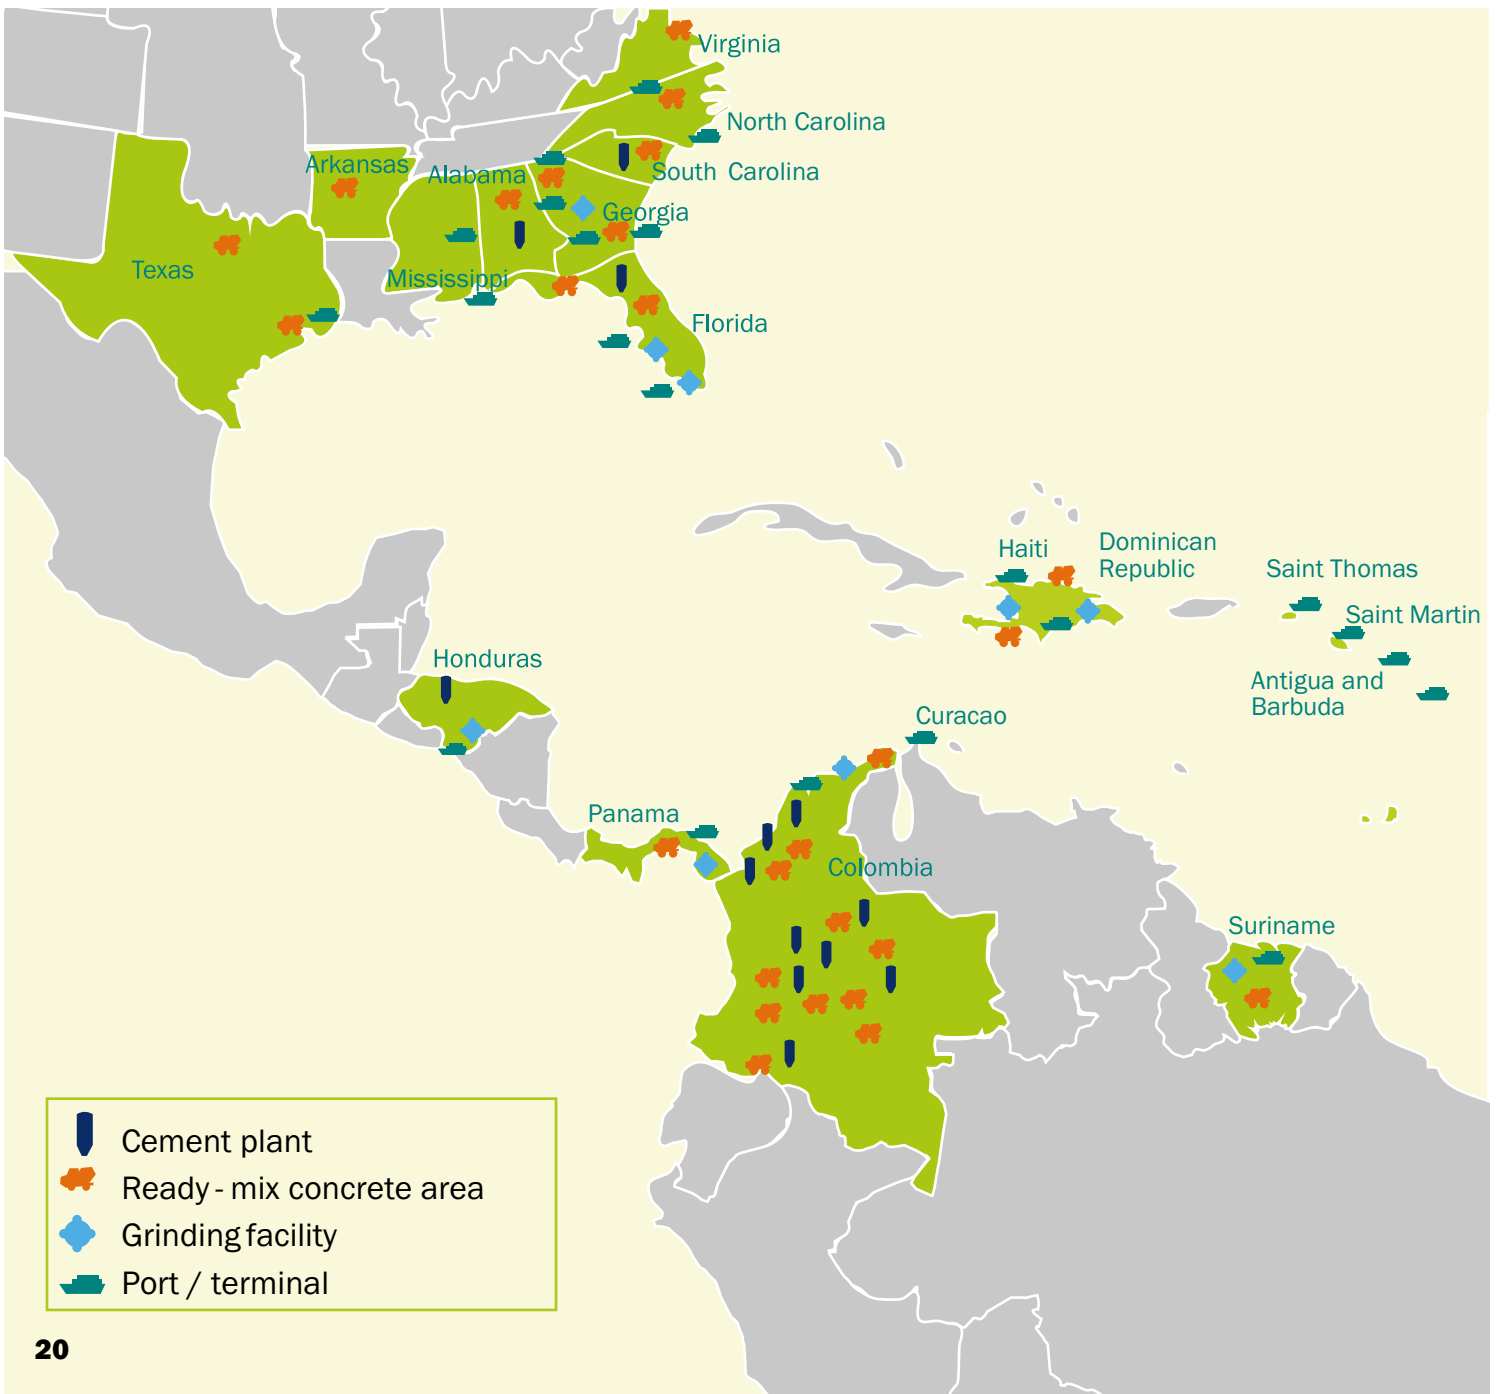 Virginia
North Carolina
Arkansas
Alabama
South Carolina
Georgia
Texas
Mississippi
Florida
Haiti
Dominican
Republic
Saint Thomas
Saint Martin
Honduras
Antigua and
Barbuda
Curacao
Panama
Colombia
Suriname
Cement plant
Ready - mix concrete area
Grinding facility
Port / terminal
20